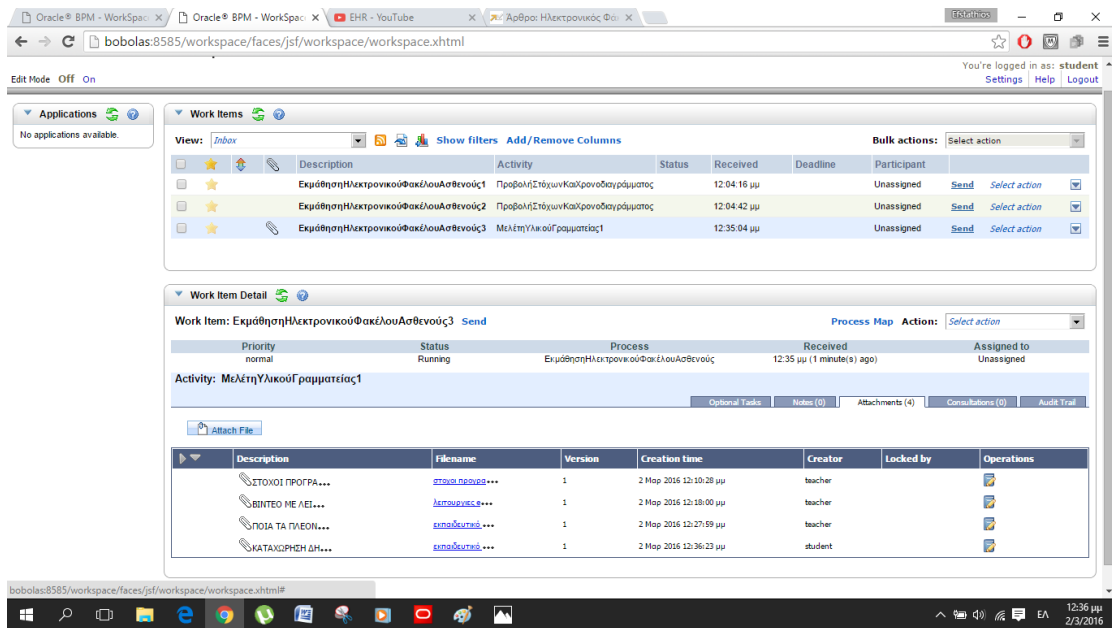 Oracle® BPM - WorkSpac Oracle® BPM - WorkSpac EHR - YouTube Άρθρο: Ηλεκτρονικός Φά Efstathios
bobolas:8585/workspace/faces/jsf/workspace/workspace.xhtml
You're logged in as: student
Edit Mode Off On Settings Help Logout
Applications Work Items
No applications available. View: Inbox Show filters Add/Remove Columns Bulk actions: Select action
Description Activity Status Received Deadline Participant
ΕκμάθησηΗλεκτρονικούΦακέλουΑσθενούς1 ΠροβολήΣτόχωνΚαιΧρονοδιαγράμματος 12:04:16 μμ Unassigned Send Select action
ΕκμάθησηΗλεκτρονικούΦακέλουΑσθενούς2 ΠροβολήΣτόχωνΚαιΧρονοδιαγράμματος 12:04:42 μμ Unassigned Send Select action
ΕκμάθησηΗλεκτρονικούΦακέλουΑσθενούς3 ΜελέτηΥλικούΓραμματείας1 12:35:04 μμ Unassigned Send Select action
Work Item Detail
Work Item: ΕκμάθησηΗλεκτρονικούΦακέλουΑσθενούς3 Send Process Map Action: Select action
Priority Status Process Received Assigned to
normal Running ΕκμάθησηΗλεκτρονικούΦακέλουΑσθενούς 12:35 μμ (1 minute(s) ago) Unassigned
Activity: ΜελέτηΥλικούΓραμματείας1
Optional Tasks Notes (0) Attachments (4) Consultations (0) Audit Trail
Attach File
Description Filename Version Creation time Creator Locked by Operations
ΣΤΟΧΟΙ ΠΡΟΓΡΑ... στοχοι προγρα... 1 2 Μαρ 2016 12:10:28 μμ teacher
ΒΙΝΤΕΟ ΜΕ ΛΕΙ... λειτουργιες e... 1 2 Μαρ 2016 12:18:00 μμ teacher
ΠΟΙΑ ΤΑ ΠΛΕΟΝ... εκπαιδευτικό ... 1 2 Μαρ 2016 12:27:59 μμ teacher
ΚΑΤΑΧΩΡΗΣΗ ΔΗ... εκπαιδευτικό ... 1 2 Μαρ 2016 12:36:23 μμ student
bobolas:8585/workspace/faces/jsf/workspace/workspace.xhtml#
ΕΛ 12:36 μμ
2/3/2016